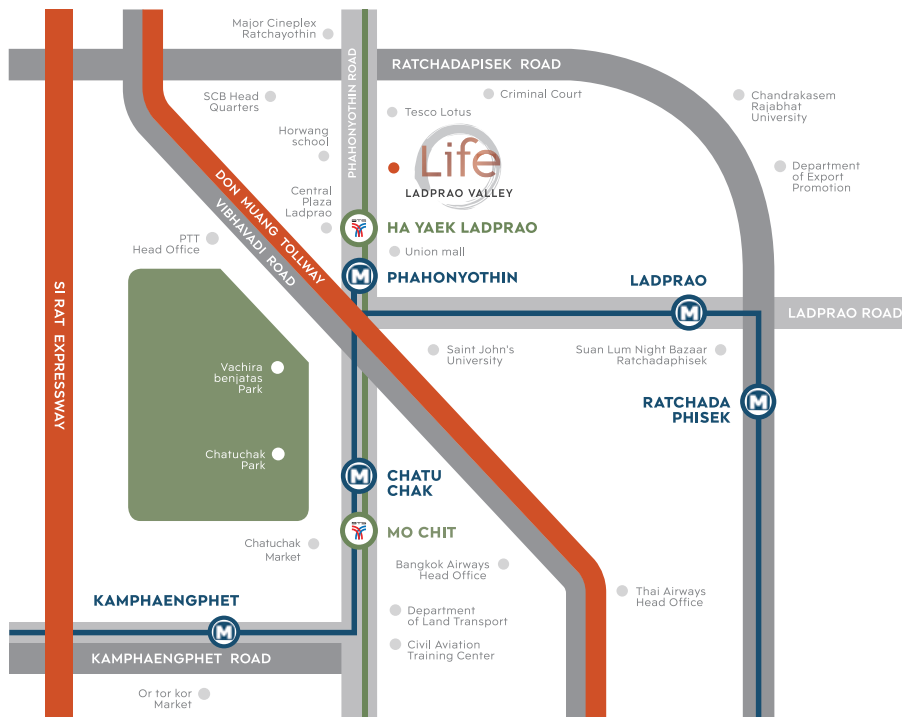 Major Cineplex
Ratchayothin
PHAHONYOTHIN ROAD
RATCHADAPISEK ROAD
SCB Head
Quarters
Criminal Court
Chandrakasem
Rajabhat
University
Tesco Lotus
Horwang
school
Life
LADPRAO VALLEY
Department
of Export
Promotion
DON MUANG TOLLWAY
VIBHAVADI ROAD
Central
Plaza
Ladprao
BTS
HA YAEK LADPRAO
PTT
Head Office
Union mall
M
PHAHONYOTHIN
LADPRAO
M
LADPRAO ROAD
SI RAT EXPRESSWAY
Saint John's
University
Suan Lum Night Bazaar
Ratchadaphisek
Vachira
benjatas
Park
RATCHADA
PHISEK
M
Chatuchak
Park
M
CHATU
CHAK
BTS
MO CHIT
Chatuchak
Market
Bangkok Airways
Head Office
Thai Airways
Head Office
KAMPHAENGPHET
M
Department
of Land Transport
Civil Aviation
Training Center
KAMPHAENGPHET ROAD
Or tor kor
Market